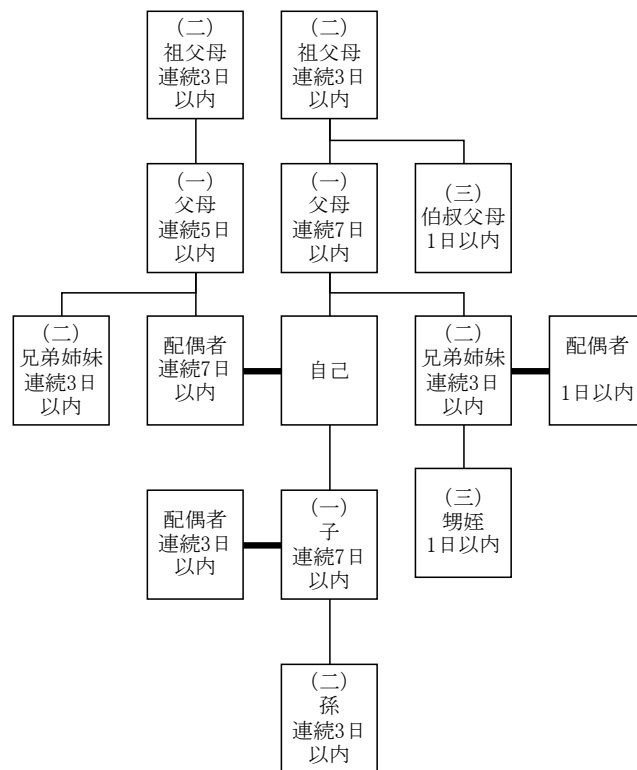 (二)
祖父母
連続3日
以内
(二)
祖父母
連続3日
以内
(一)
父母
連続5日
以内
(一)
父母
連続7日
以内
(三)
伯叔父母
1日以内
(二)
兄弟姉妹
連続3日
以内
配偶者
連続7日
以内
自己
(二)
兄弟姉妹
連続3日
以内
配偶者
1日以内
配偶者
連続3日
以内
(一)
子
連続7日
以内
(三)
甥姪
1日以内
(二)
孫
連続3日
以内